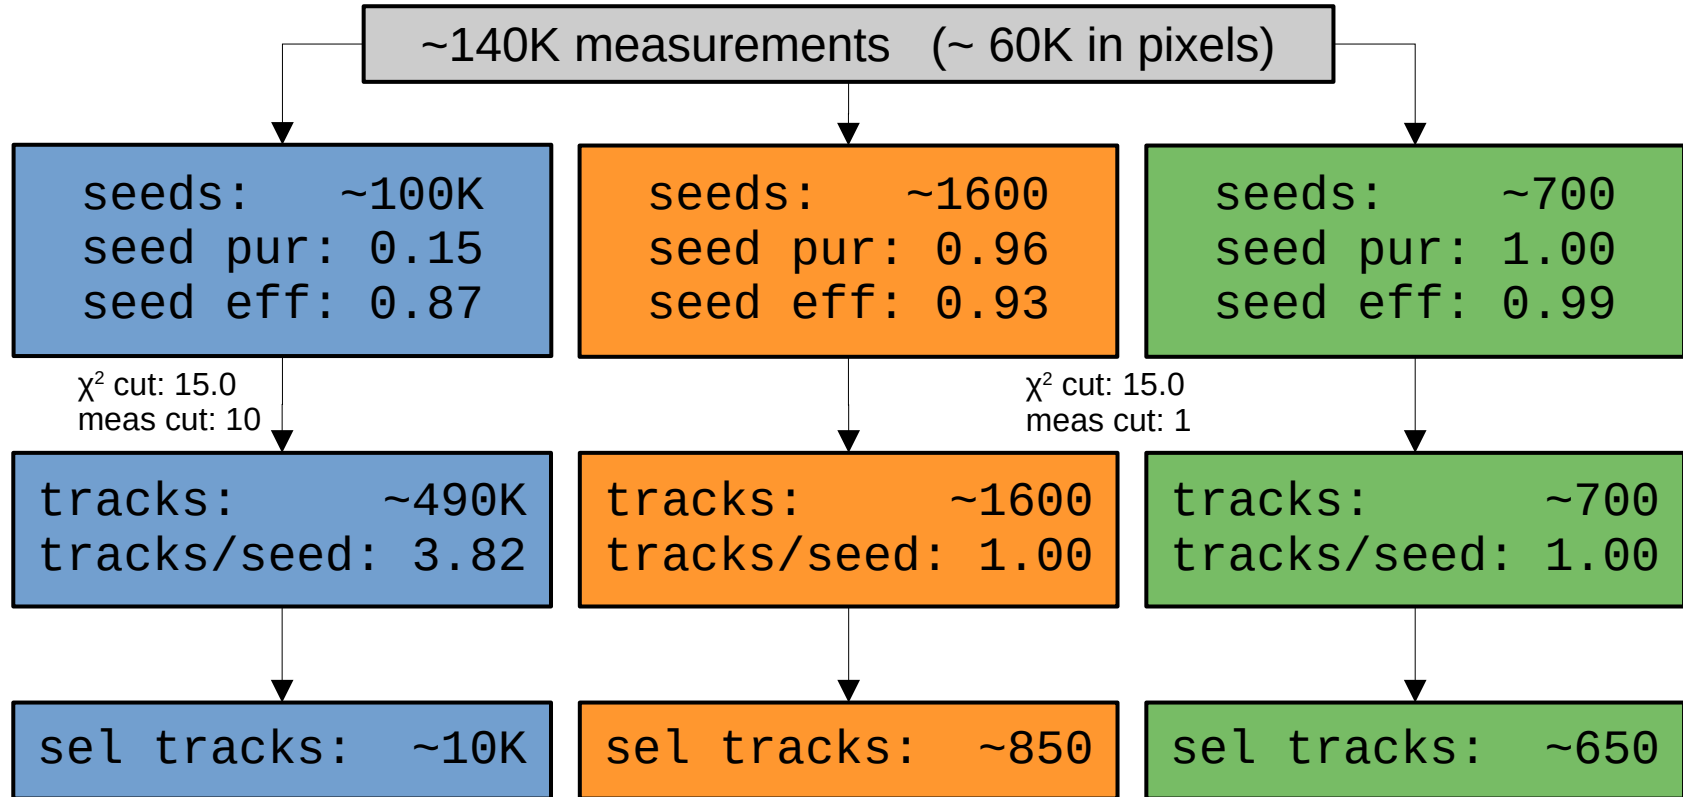 ~140K measurements (~ 60K in pixels)
seeds: ~100K
seed pur: 0.15
seed eff: 0.87
seeds: ~1600
seed pur: 0.96
seed eff: 0.93
seeds: ~700
seed pur: 1.00
seed eff: 0.99
χ² cut: 15.0
meas cut: 10
χ² cut: 15.0
meas cut: 1
tracks: ~490K
tracks/seed: 3.82
tracks: ~1600
tracks/seed: 1.00
tracks: ~700
tracks/seed: 1.00
sel tracks: ~10K
sel tracks: ~850
sel tracks: ~650